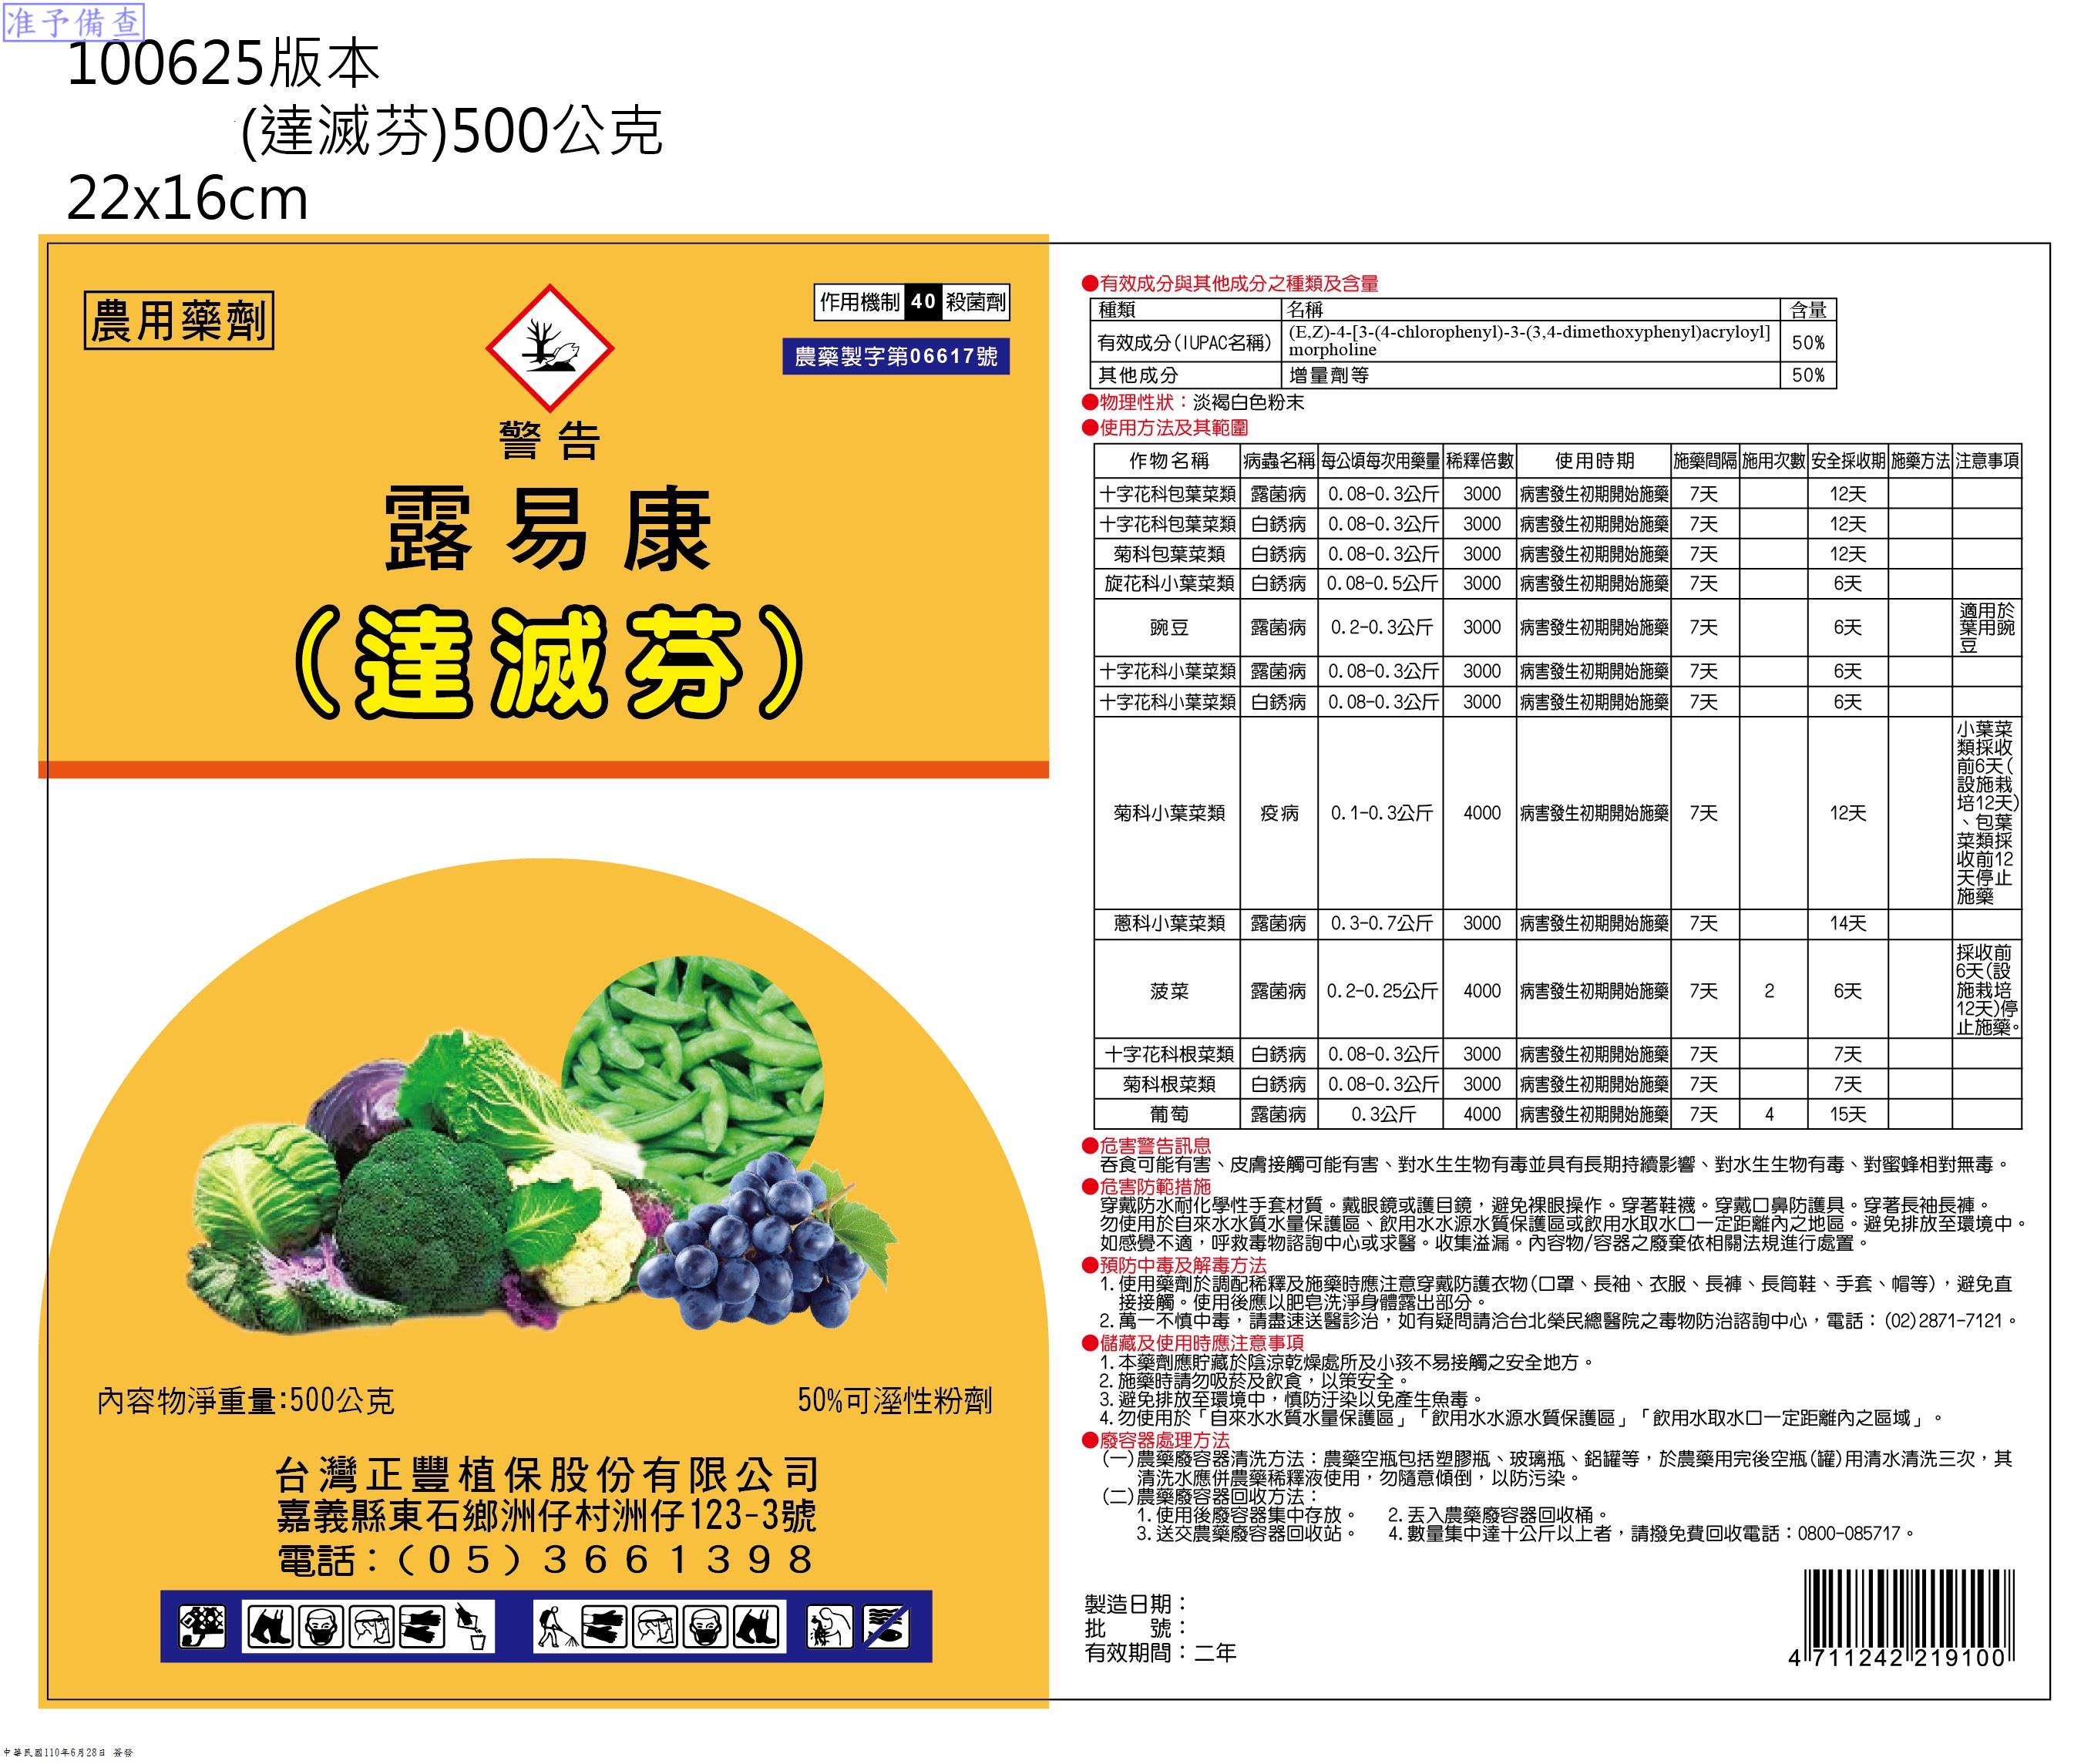 准予備查
100625版本
(達滅芬)500公克
22x16cm
農用藥劑
作用機制 40 殺菌劑
農藥製字第06617號
警告
露易康
(達滅芬)
內容物淨重量:500公克
50%可溼性粉劑
台灣正豐植保股份有限公司
嘉義縣東石鄉洲仔村洲仔123-3號
電話：(05)3661398
●有效成分與其他成分之種類及含量
種類 名稱 含量
有效成分(IUPAC名稱) (E,Z)-4-[3-(4-chlorophenyl)-3-(3,4-dimethoxyphenyl)acryloyl] 50%
morpholine
其他成分 增量劑等 50%
●物理性狀：淡褐白色粉末
●使用方法及其範圍
作物名稱 病蟲名稱 每公頃每次用藥量 稀釋倍數 使用時期 施藥間隔 施用次數 安全採收期 施藥方法 注意事項
十字花科包葉菜類 露菌病 0.08-0.3公斤 3000 病害發生初期開始施藥 7天 12天
十字花科包葉菜類 白銹病 0.08-0.3公斤 3000 病害發生初期開始施藥 7天 12天
菊科包葉菜類 白銹病 0.08-0.3公斤 3000 病害發生初期開始施藥 7天 12天
旋花科小葉菜類 白銹病 0.08-0.5公斤 3000 病害發生初期開始施藥 7天 6天
豌豆 露菌病 0.2-0.3公斤 3000 病害發生初期開始施藥 7天 6天
適用於
葉用豌
豆
十字花科小葉菜類 露菌病 0.08-0.3公斤 3000 病害發生初期開始施藥 7天 6天
十字花科小葉菜類 白銹病 0.08-0.3公斤 3000 病害發生初期開始施藥 7天 6天
菊科小葉菜類 疫病 0.1-0.3公斤 4000 病害發生初期開始施藥 7天 12天
小葉菜
類採收
前6天(
設施栽
培12天)
、包葉
菜類採
收前12
天停止
施藥
蔥科小葉菜類 露菌病 0.3-0.7公斤 3000 病害發生初期開始施藥 7天 14天
菠菜 露菌病 0.2-0.25公斤 4000 病害發生初期開始施藥 7天 2 6天
採收前
6天(設
施栽培
12天)停
止施藥。
十字花科根菜類 白銹病 0.08-0.3公斤 3000 病害發生初期開始施藥 7天 7天
菊科根菜類 白銹病 0.08-0.3公斤 3000 病害發生初期開始施藥 7天 7天
葡萄 露菌病 0.3公斤 4000 病害發生初期開始施藥 7天 4 15天
●危害警告訊息
吞食可能有害、皮膚接觸可能有害、對水生生物有毒並具有長期持續影響、對水生生物有毒、對蜜蜂相對無毒。
●危害防範措施
穿戴防水耐化學性手套材質。戴眼鏡或護目鏡，避免裸眼操作。穿著鞋襪。穿戴口鼻防護具。穿著長袖長褲。
勿使用於自來水水質水量保護區、飲用水水源水質保護區或飲用水取水口一定距離內之地區。避免排放至環境中。
如感覺不適，呼救毒物諮詢中心或求醫。收集溢漏。內容物/容器之廢棄依相關法規進行處置。
●預防中毒及解毒方法
1.使用藥劑於調配稀釋及施藥時應注意穿戴防護衣物(口罩、長袖、衣服、長褲、長筒鞋、手套、帽等)，避免直
接接觸。使用後應以肥皂洗淨身體露出部分。
2.萬一不慎中毒，請盡速送醫診治，如有疑問請洽台北榮民總醫院之毒物防治諮詢中心，電話：(02)2871-7121。
●儲藏及使用時應注意事項
1.本藥劑應貯藏於陰涼乾燥處所及小孩不易接觸之安全地方。
2.施藥時請勿吸菸及飲食，以策安全。
3.避免排放至環境中，慎防汙染以免產生魚毒。
4.勿使用於「自來水水質水量保護區」「飲用水水源水質保護區」「飲用水取水口一定距離內之區域」。
●廢容器處理方法
(一)農藥廢容器清洗方法：農藥空瓶包括塑膠瓶、玻璃瓶、鋁罐等，於農藥用完後空瓶(罐)用清水清洗三次，其
清洗水應併農藥稀釋液使用，勿隨意傾倒，以防污染。
(二)農藥廢容器回收方法：
1.使用後廢容器集中存放。 2.丟入農藥廢容器回收桶。
3.送交農藥廢容器回收站。 4.數量集中達十公斤以上者，請撥免費回收電話：0800-085717。
製造日期：
批 號：
有效期間：二年
4 711242 219100
中華民國110年6月28日 簽發